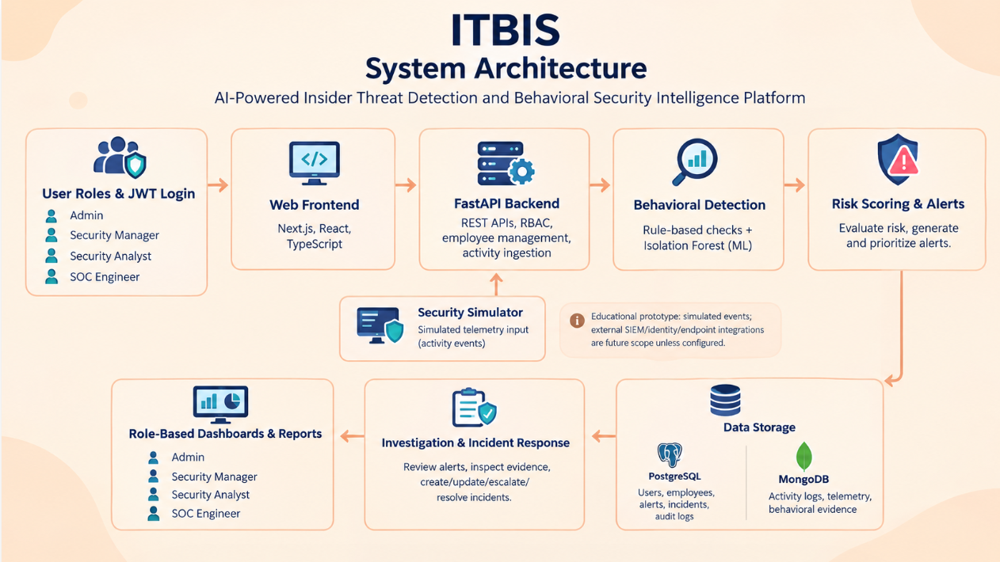 ITBIS
System Architecture
AI-Powered Insider Threat Detection and Behavioral Security Intelligence Platform
User Roles & JWT Login
Admin
Security Manager
Security Analyst
SOC Engineer
Web Frontend
Next.js, React,
TypeScript
FastAPI Backend
REST APIs, RBAC,
employee management,
activity ingestion
Behavioral Detection
Rule-based checks +
Isolation Forest (ML)
Risk Scoring & Alerts
Evaluate risk, generate
and prioritize alerts.
Security Simulator
Simulated telemetry input
(activity events)
Educational prototype: simulated events;
external SIEM/identity/endpoint integrations
are future scope unless configured.
Role-Based Dashboards & Reports
Admin
Security Manager
Security Analyst
SOC Engineer
Investigation & Incident Response
Review alerts, inspect evidence,
create/update/escalate/
resolve incidents.
Data Storage
PostgreSQL
Users, employees,
alerts, incidents,
audit logs
MongoDB
Activity logs, telemetry,
behavioral evidence